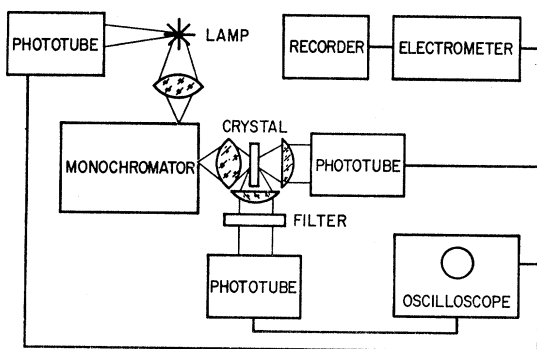 PHOTOTUBE
LAMP
RECORDER
ELECTROMETER
CRYSTAL
MONOCHROMATOR
PHOTOTUBE
FILTER
PHOTOTUBE
OSCILLOSCOPE